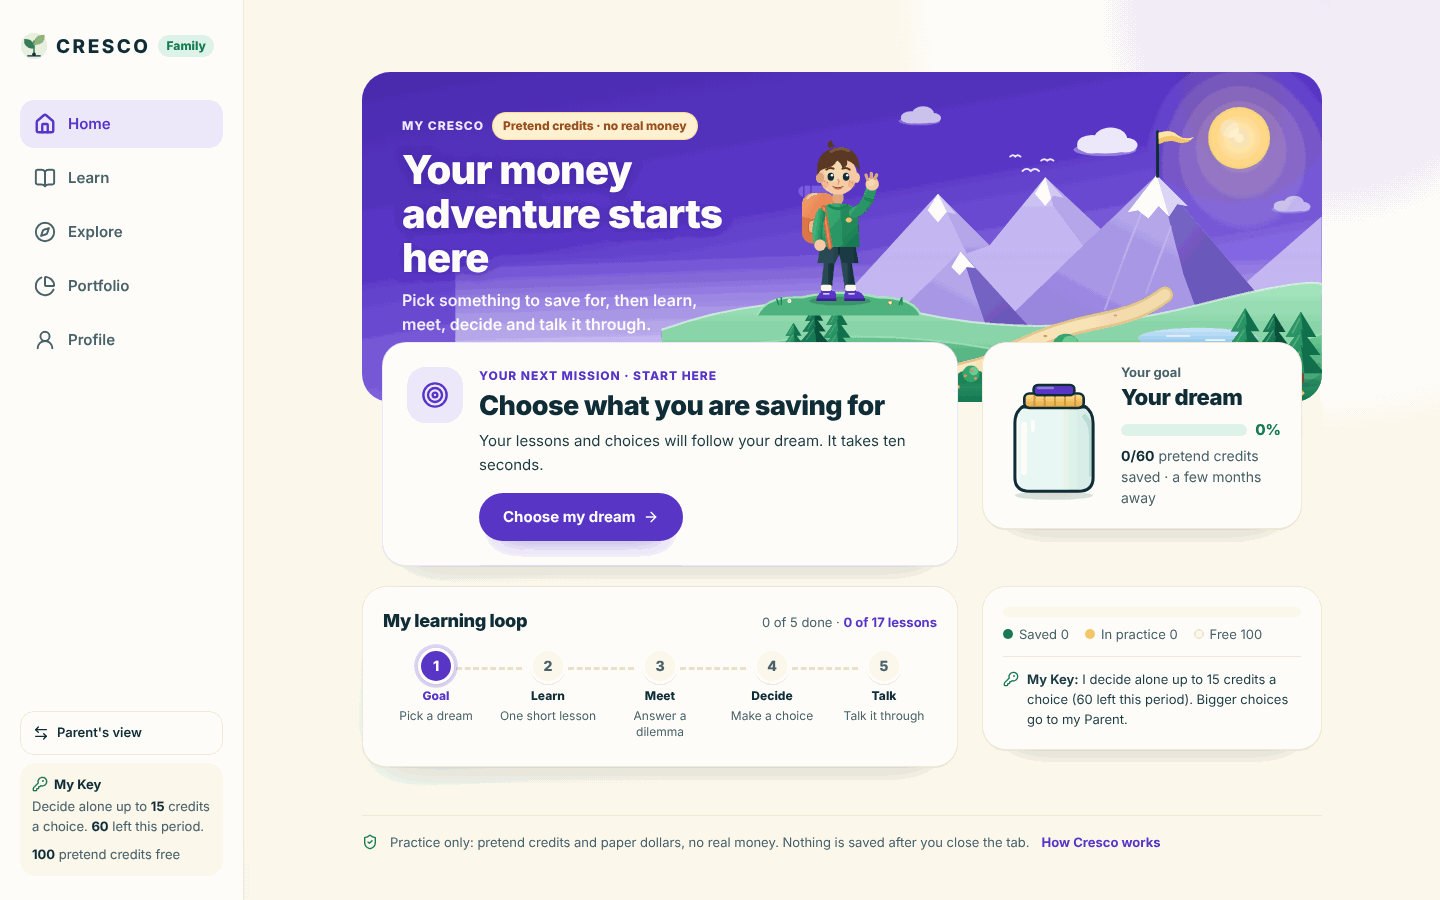 CRESCO Family
Home
Learn
Explore
Portfolio
Profile
Parent's view
My Key
Decide alone up to 15 credits
a choice. 60 left this period.
100 pretend credits free
MY CRESCO Pretend credits · no real money
Your money
adventure starts
here
Pick something to save for, then learn,
meet, decide and talk it through.
YOUR NEXT MISSION · START HERE
Choose what you are saving for
Your lessons and choices will follow your dream. It takes ten
seconds.
Choose my dream
Your goal
Your dream
0%
0/60 pretend credits
saved · a few months
away
My learning loop
0 of 5 done · 0 of 17 lessons
1 2 3 4 5
Goal Learn Meet Decide Talk
Pick a dream One short lesson Answer a Make a choice Talk it through
dilemma
Saved 0 In practice 0 Free 100
My Key: I decide alone up to 15 credits a
choice (60 left this period). Bigger choices
go to my Parent.
Practice only: pretend credits and paper dollars, no real money. Nothing is saved after you close the tab. How Cresco works